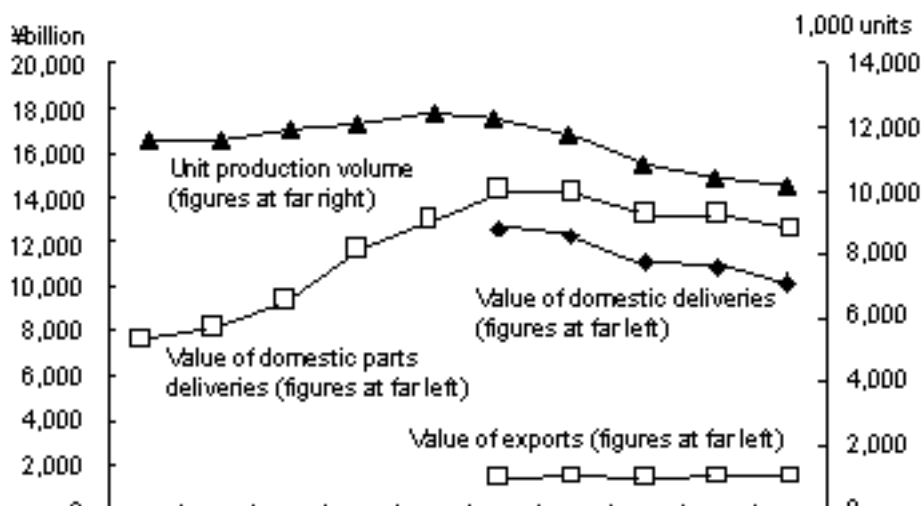 ¥billion
1,000 units
20,000
14,000
18,000
12,000
16,000
Unit production volume
(figures at far right)
14,000
10,000
12,000
8,000
10,000
Value of domestic deliveries
(figures at far left)
8,000
6,000
Value of domestic parts
deliveries (figures at far left)
6,000
4,000
4,000
Value of exports (figures at far left)
2,000
2,000